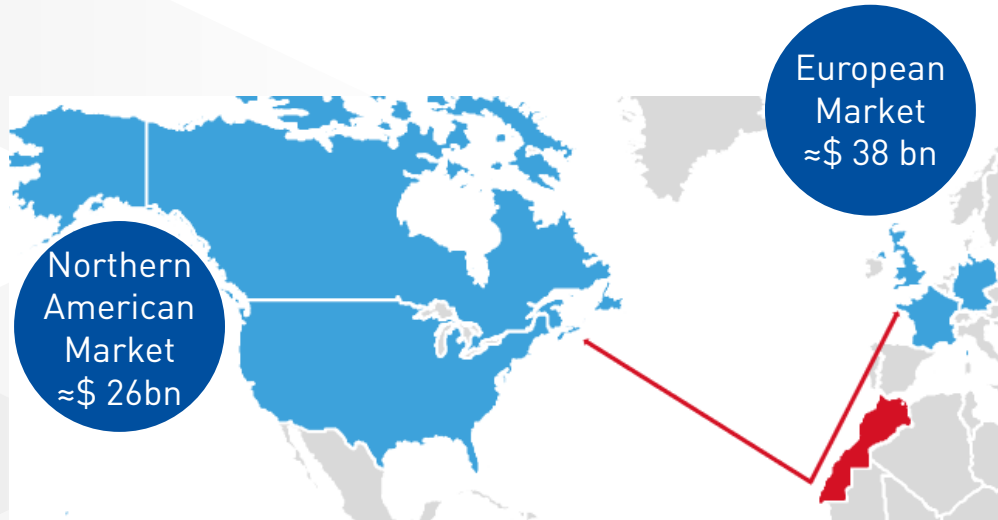 European
Market
≈$ 38 bn
Northern
American
Market
≈$ 26bn